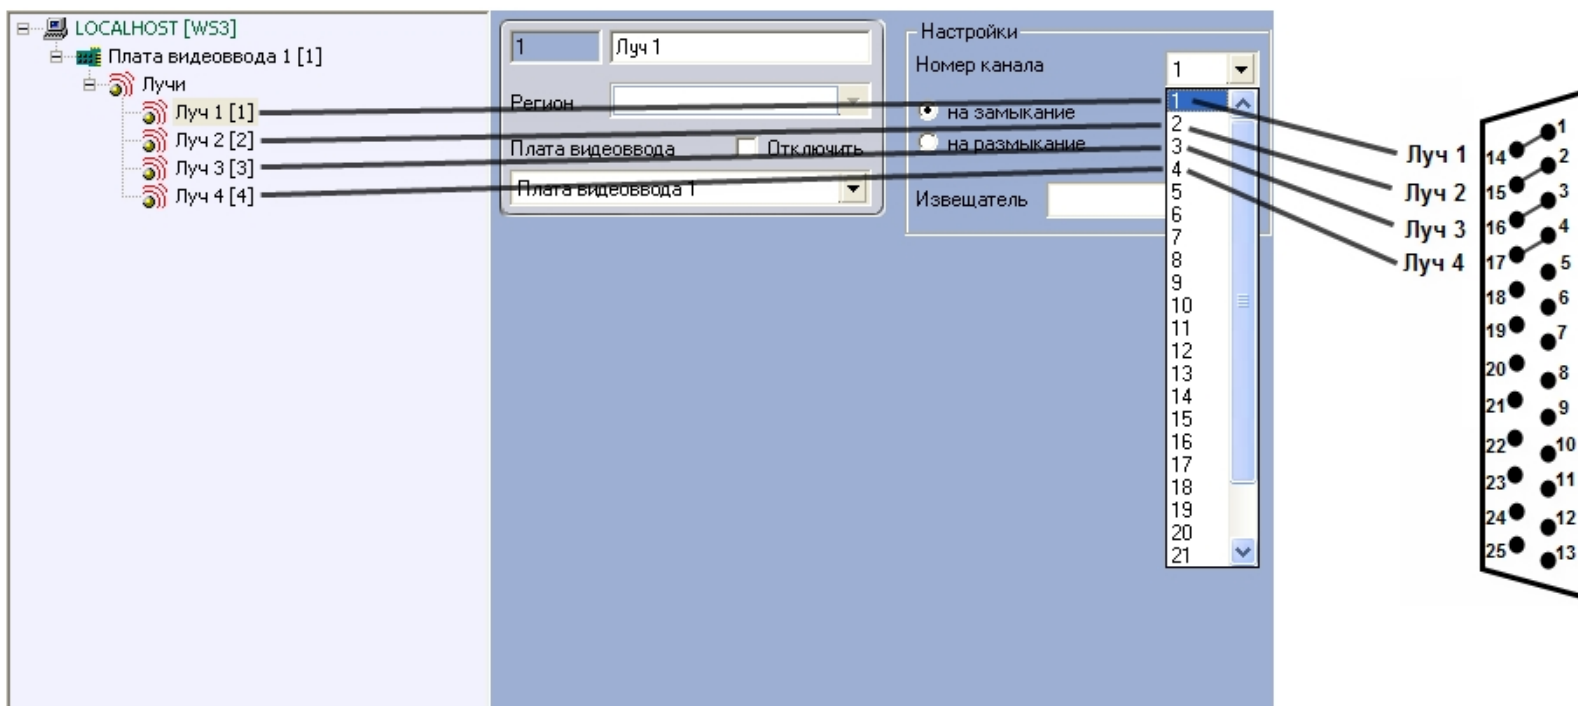 LOCALHOST [WS3]
Плата видеоввода 1 [1]
Лучи
Луч 1 [1]
Луч 2 [2]
Луч 3 [3]
Луч 4 [4]
1
Луч 1
Регион
Плата видеоввода
Отключить
Плата видеоввода 1
Настройки
Номер канала
1
на замыкание
на размыкание
Извещатель
1
2
3
4
5
6
7
8
9
10
11
12
13
14
15
16
17
18
19
20
21
Луч 1
Луч 2
Луч 3
Луч 4
1
14
2
15
3
16
4
17
5
18
6
19
7
20
8
21
9
22
10
23
11
24
12
25
13